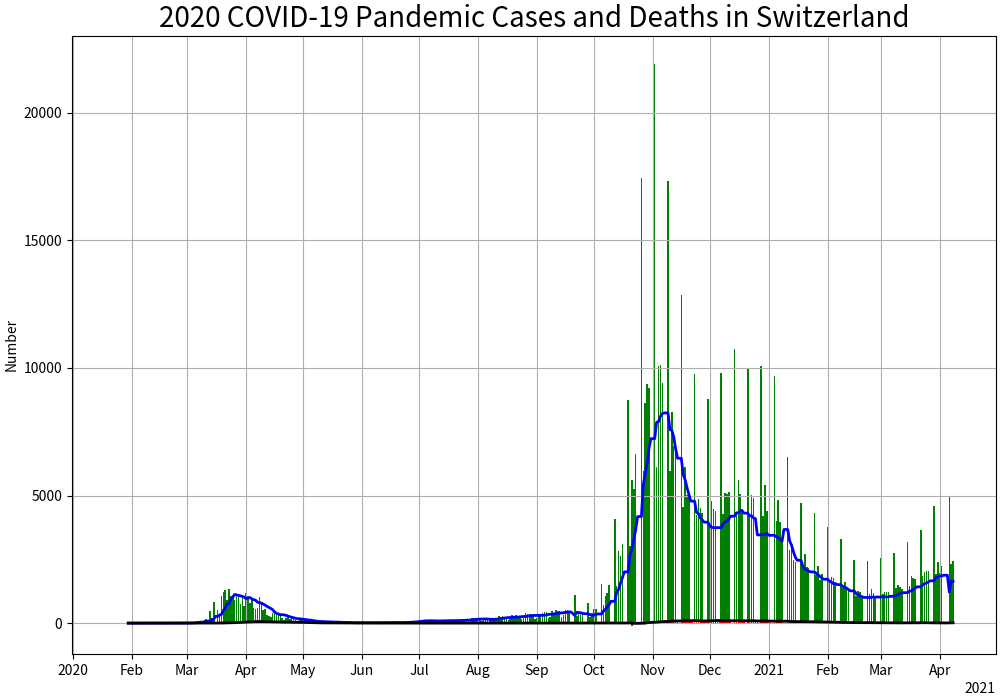 2020 COVID-19 Pandemic Cases and Deaths in Switzerland
Number
20000
15000
10000
5000
0
2020 Feb Mar Apr May Jun Jul Aug Sep Oct Nov Dec 2021 Feb Mar Apr
2021